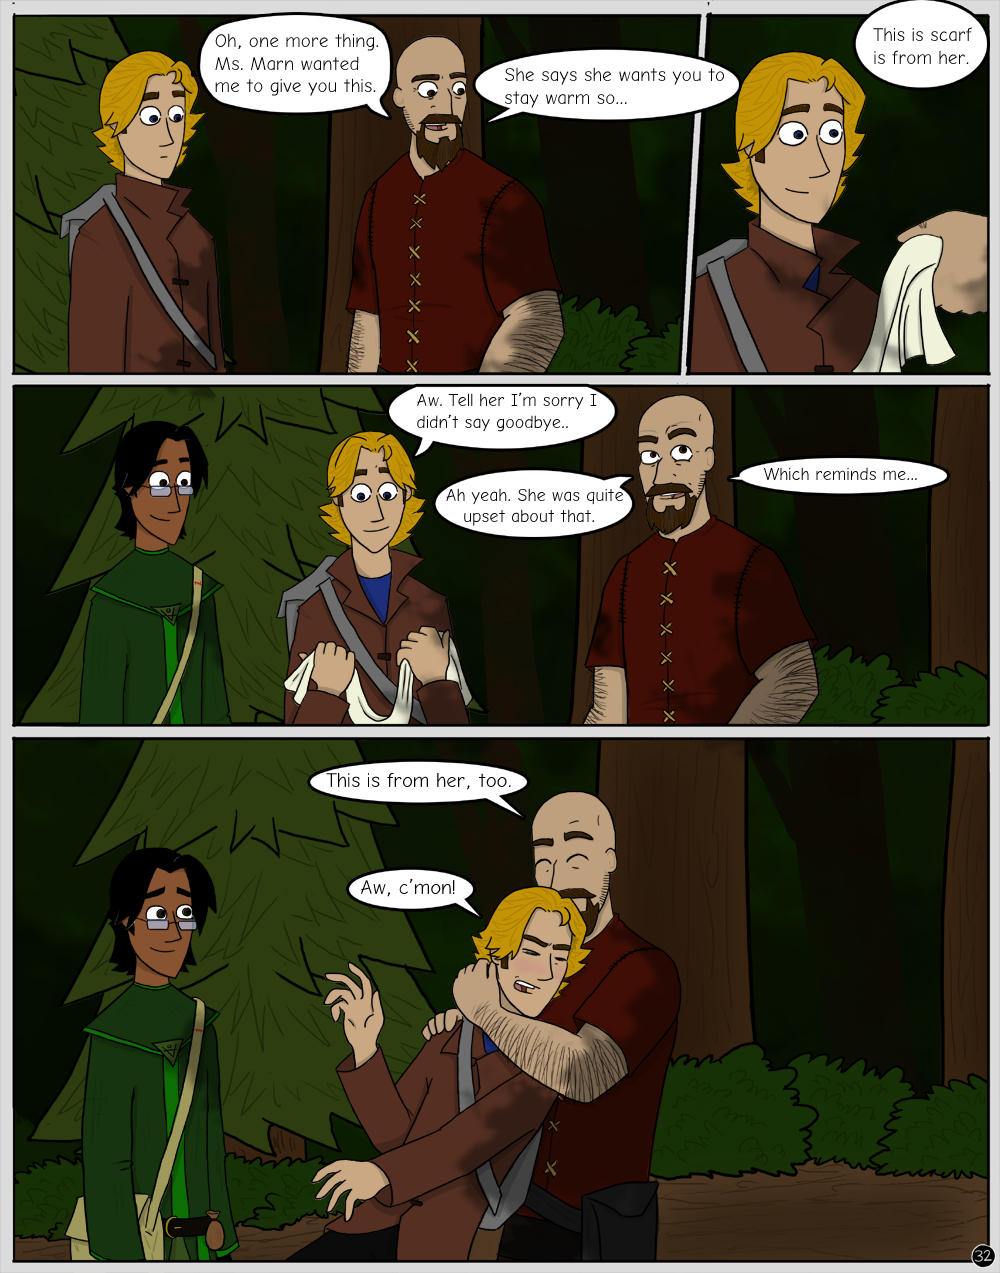 Oh, one more thing.
Ms. Marn wanted
me to give you this.
She says she wants you to
stay warm so...
This is scarf
is from her.
Aw. Tell her I'm sorry I
didn't say goodbye..
Ah yeah. She was quite
upset about that.
Which reminds me...
This is from her, too.
Aw, c'mon!
32